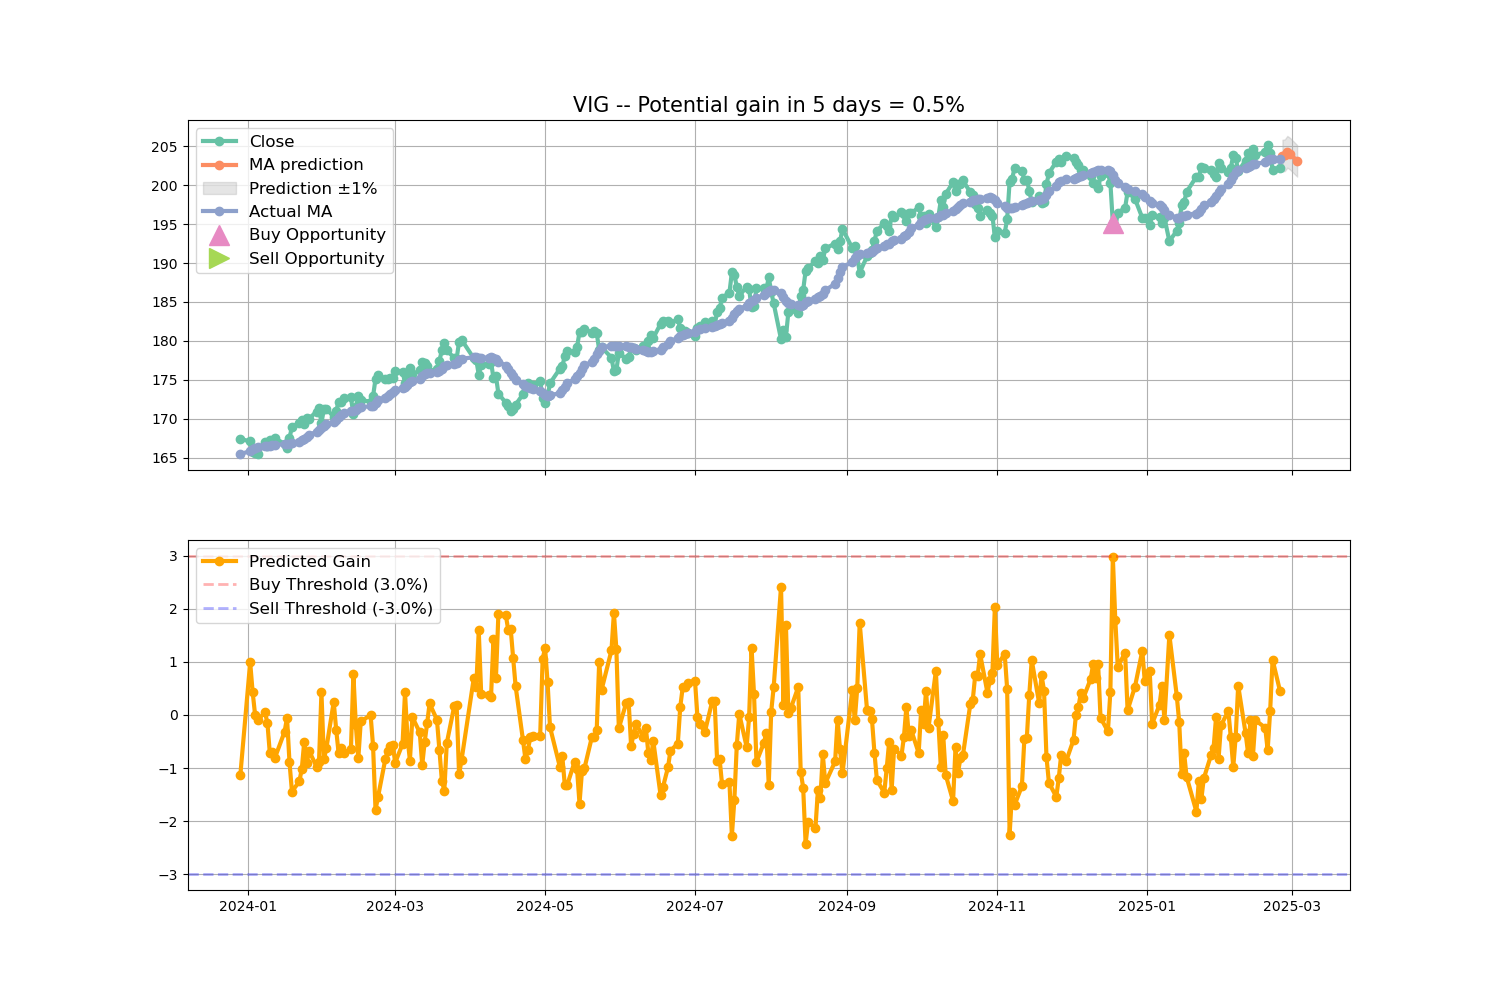 VIG -- Potential gain in 5 days = 0.5%
Close
MA prediction
Prediction ±1%
Actual MA
Buy Opportunity
Sell Opportunity
205
200
195
190
185
180
175
170
165
Predicted Gain
Buy Threshold (3.0%)
Sell Threshold (-3.0%)
3
2
1
0
−1
−2
−3
2024-01 2024-03 2024-05 2024-07 2024-09 2024-11 2025-01 2025-03